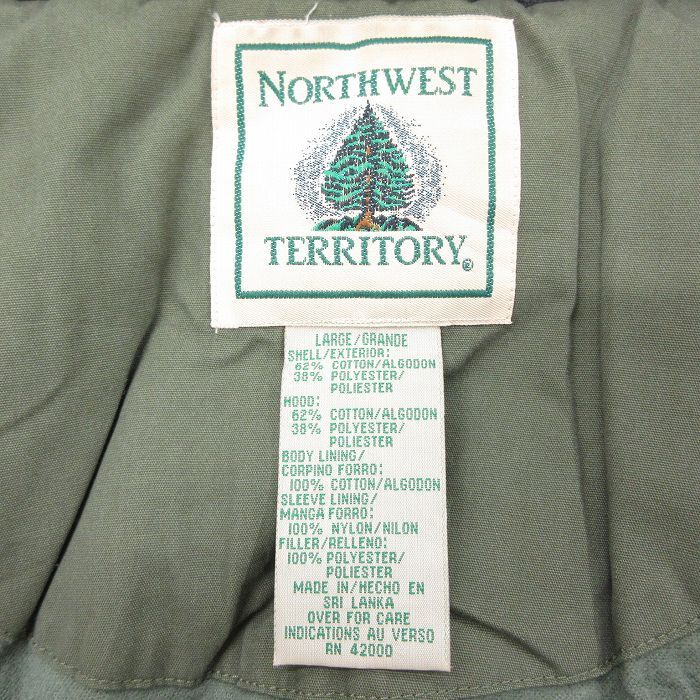 NORTHWEST
TERRITORY®
LARGE/GRANDE
SHELL/EXTERIOR:
62% COTTON/ALGODON
38% POLYESTER/
POLIESTER
HOOD:
62% COTTON/ALGODON
38% POLYESTER/
POLIESTER
BODY LINING/
CORPINO FORRO:
100% COTTON/ALGODON
SLEEVE LINING/
MANGA FORRO:
100% NYLON/NILON
FILLER/RELLENO:
100% POLYESTER/
POLIESTER
MADE IN/HECHO EN
SRI LANKA
OVER FOR CARE
INDICATIONS AU VERSO
RN 42000